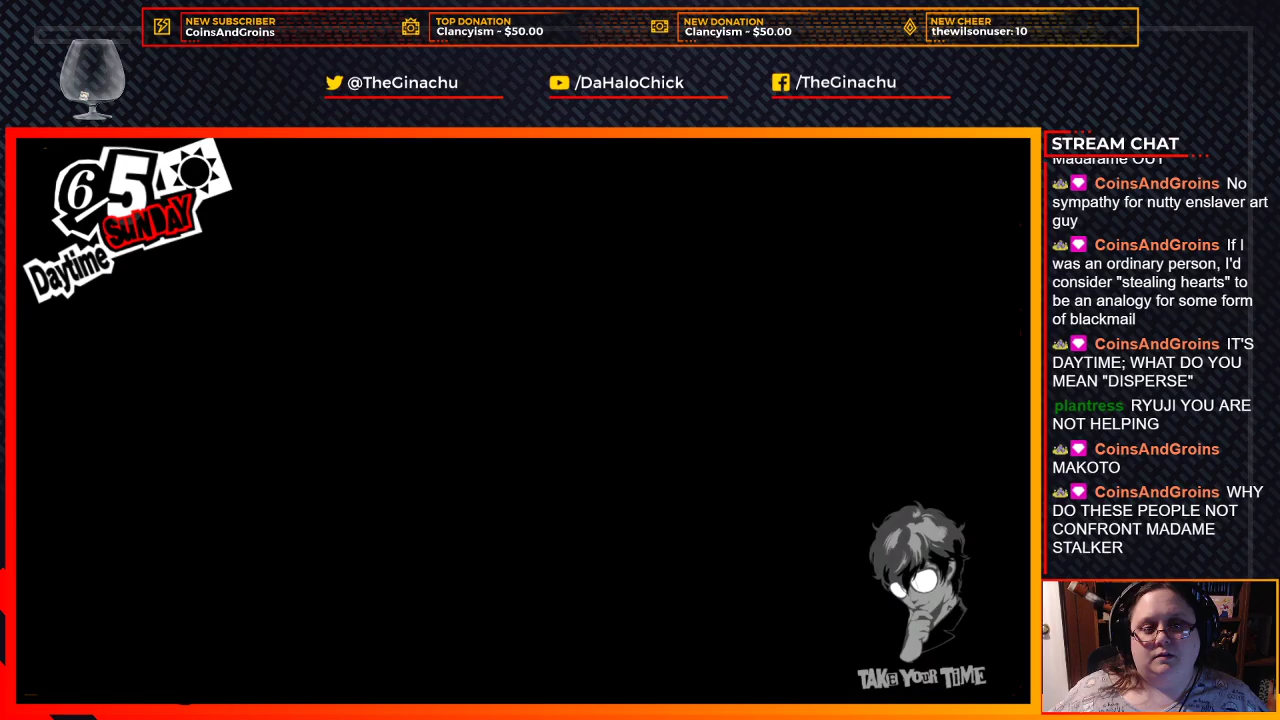 NEW SUBSCRIBER
CoinsAndGroins
TOP DONATION
Clancyism ~ $50.00
NEW DONATION
Clancyism ~ $50.00
NEW CHEER
thewilsonuser: 10
@TheGinachu
/DaHaloChick
/TheGinachu
6 5
SUNDAY
Daytime
TAKE YOUR TIME
STREAM CHAT
Madarame OUT
CoinsAndGroins No
sympathy for nutty enslaver art
guy
CoinsAndGroins If I
was an ordinary person, I'd
consider "stealing hearts" to
be an analogy for some form
of blackmail
CoinsAndGroins IT'S
DAYTIME; WHAT DO YOU
MEAN "DISPERSE"
plantress RYUJI YOU ARE
NOT HELPING
CoinsAndGroins
MAKOTO
CoinsAndGroins WHY
DO THESE PEOPLE NOT
CONFRONT MADAME
STALKER